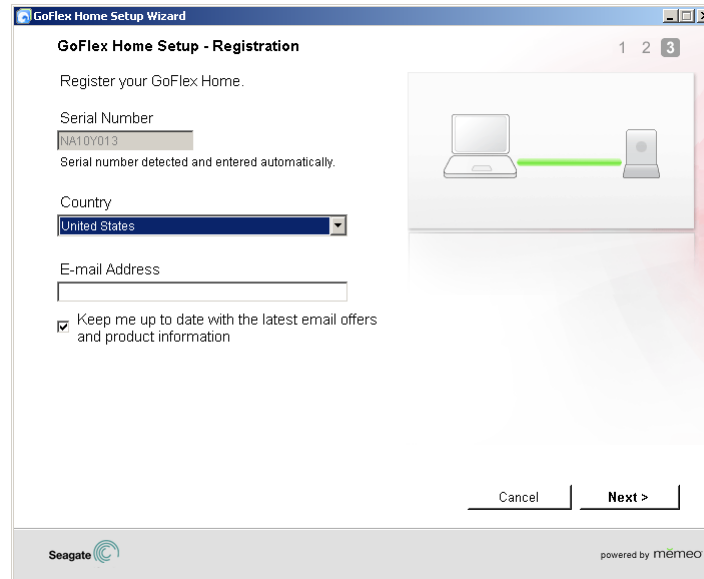 GoFlex Home Setup Wizard
GoFlex Home Setup - Registration
1 2 3
Register your GoFlex Home.
Serial Number
NA10Y013
Serial number detected and entered automatically.
Country
United States
E-mail Address
Keep me up to date with the latest email offers
and product information
Cancel
Next >
Seagate
powered by memeo